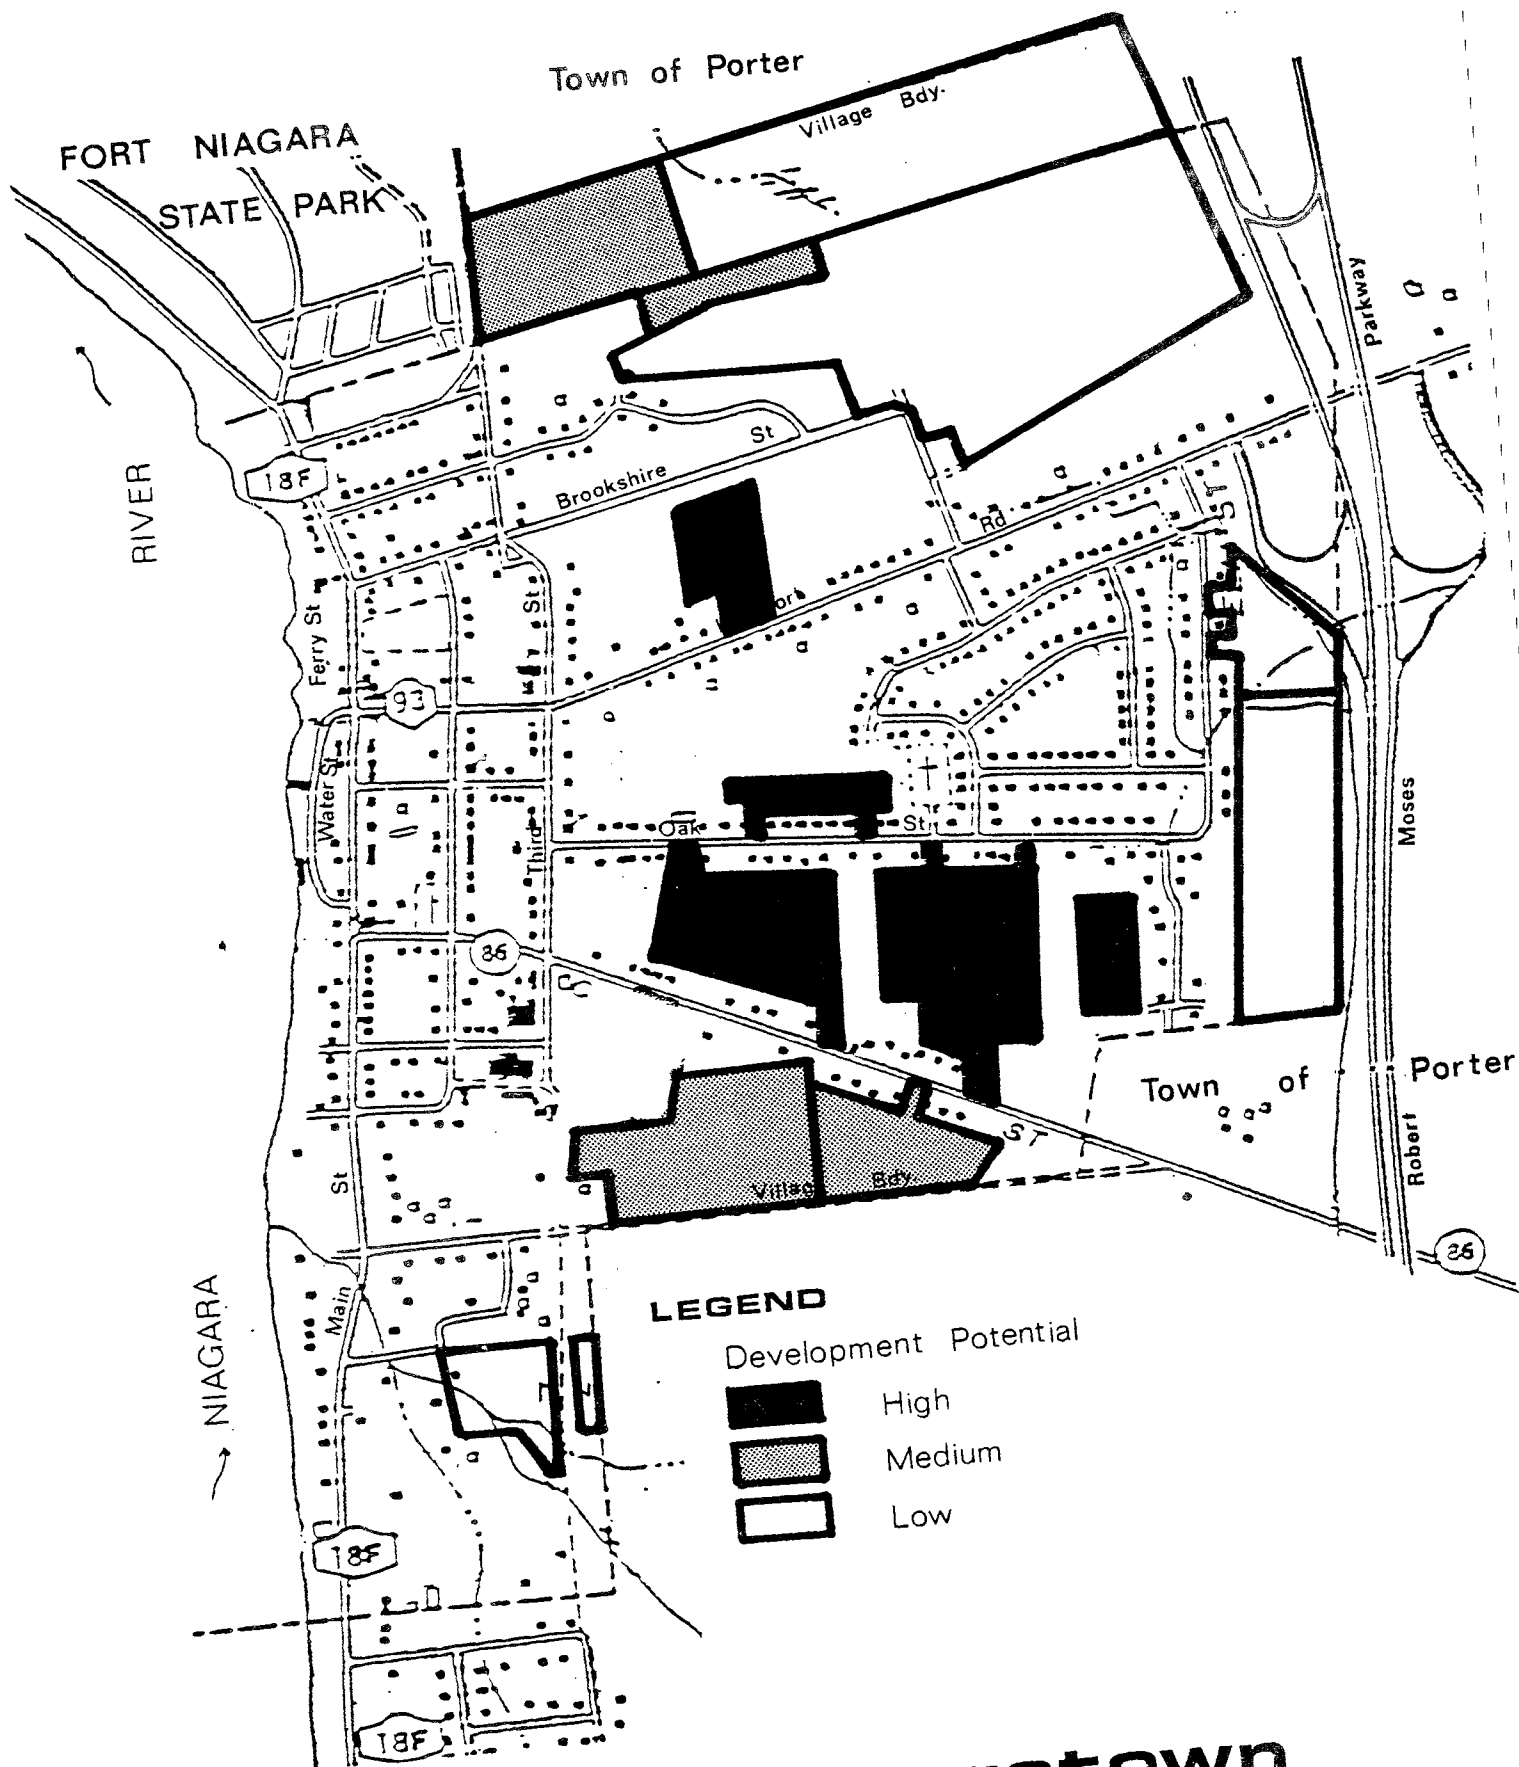 Town of Porter
Village Bdy.
FORT NIAGARA
STATE PARK
Parkway
18F
St
Brookshire
RIVER
Rd
ST
St
Ferry St
93
Water St
Oak St
Third
Moses
86
Town of Porter
ST
Robert
St
Bdy
86
NIAGARA
Main
LEGEND
Development Potential
High
Medium
Low
18F
18F